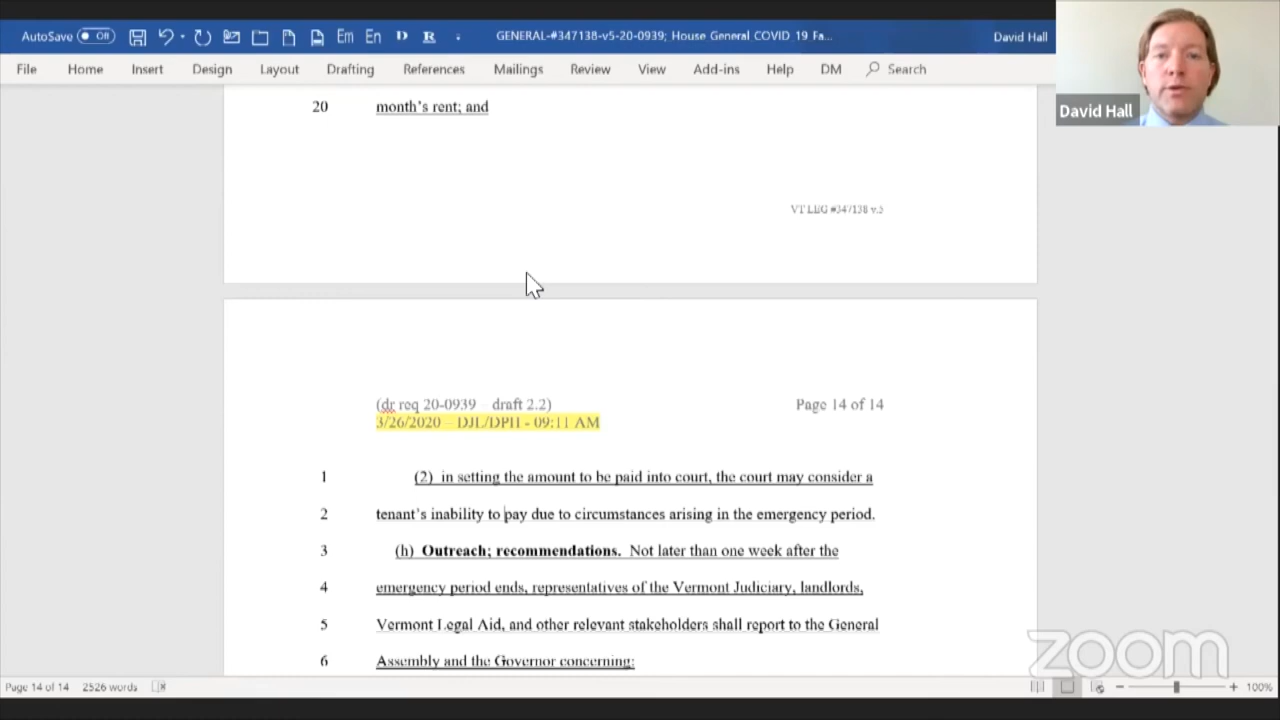 AutoSave Off Em En D R GENERAL-#347138-v5-20-0939; House General COVID 19 Fa... David Hall
File Home Insert Design Layout Drafting References Mailings Review View Add-ins Help DM Search
David Hall
20 month's rent; and
VT LEG #347138 v.5
(dr req 20-0939 – draft 2.2) Page 14 of 14
3/26/2020 – DJL/DPH - 09:11 AM
1 (2) in setting the amount to be paid into court, the court may consider a
2 tenant's inability to pay due to circumstances arising in the emergency period.
3 (h) Outreach; recommendations. Not later than one week after the
4 emergency period ends, representatives of the Vermont Judiciary, landlords,
5 Vermont Legal Aid, and other relevant stakeholders shall report to the General
6 Assembly and the Governor concerning:
zoom
Page 14 of 14 2526 words 100%